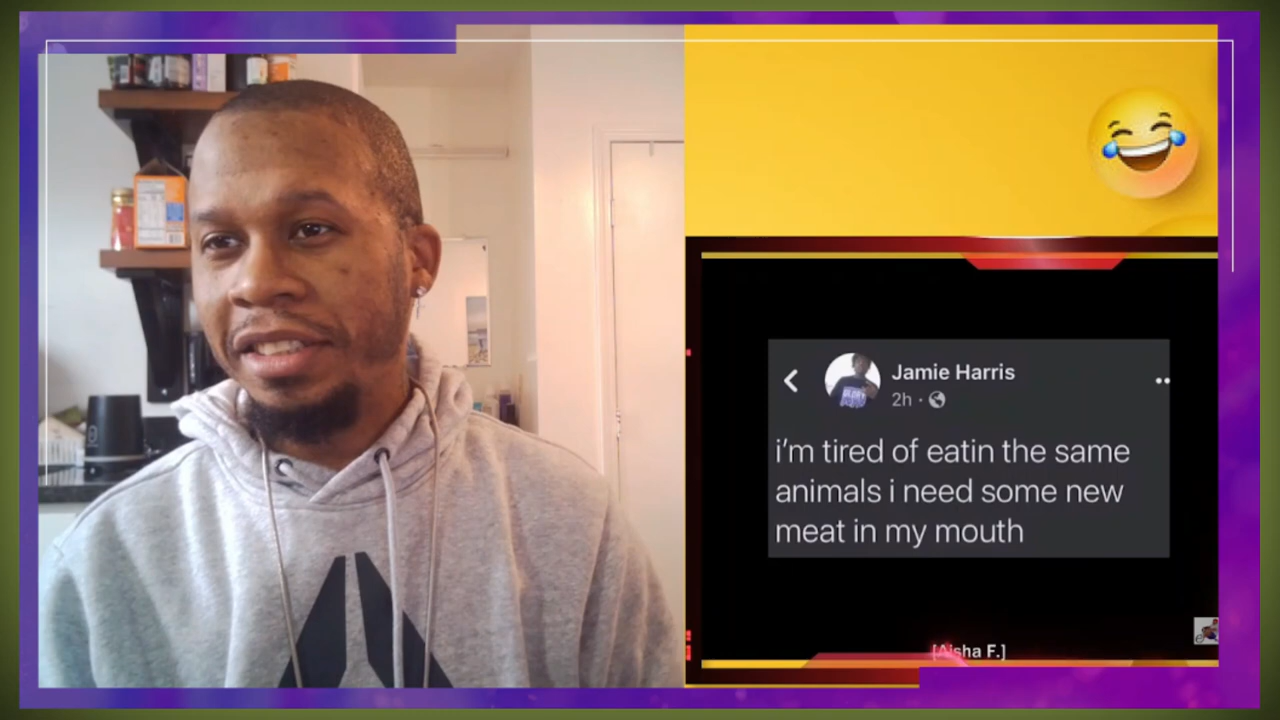 Jamie Harris
2h ·
i'm tired of eatin the same
animals i need some new
meat in my mouth
[Aisha F.]